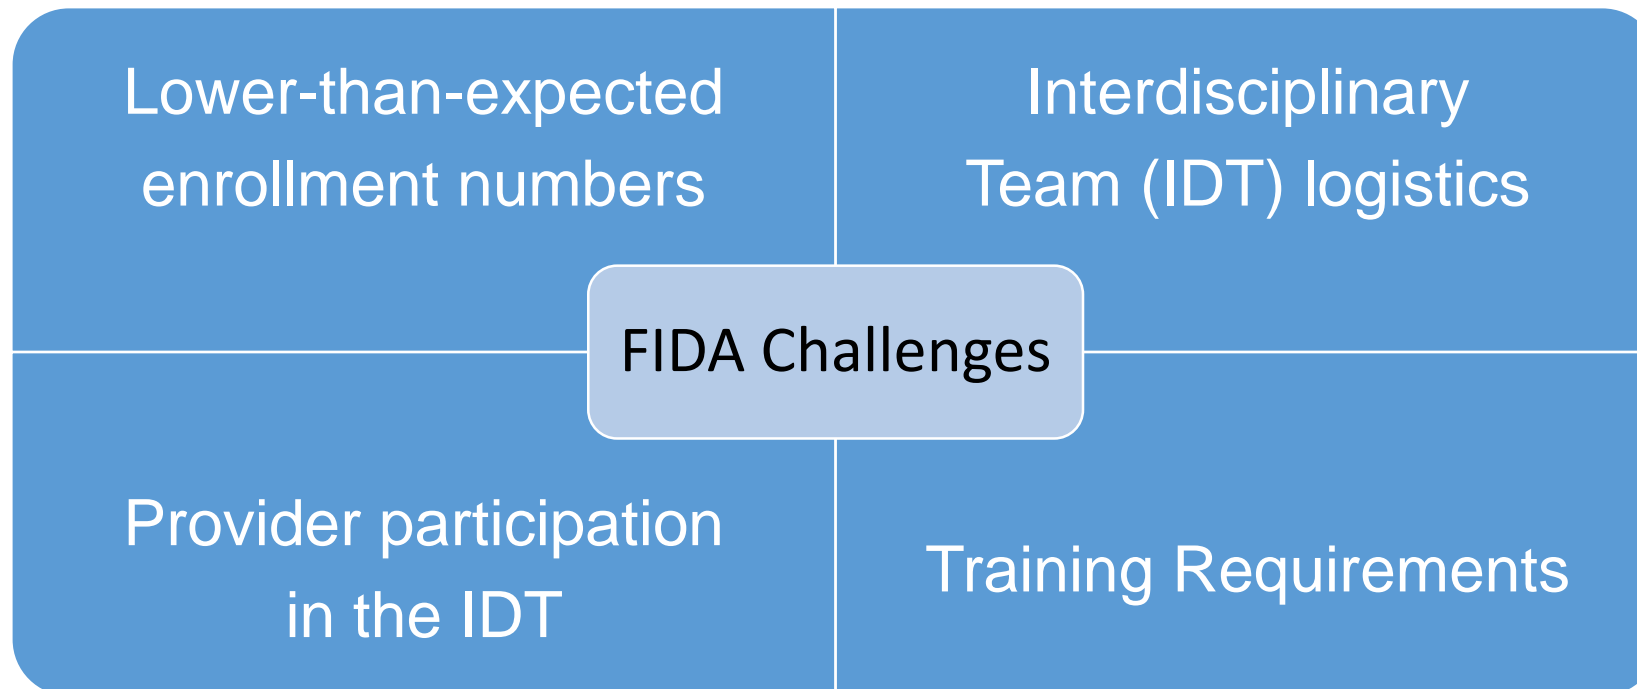 Lower-than-expected
enrollment numbers
Interdisciplinary
Team (IDT) logistics
FIDA Challenges
Provider participation
in the IDT
Training Requirements